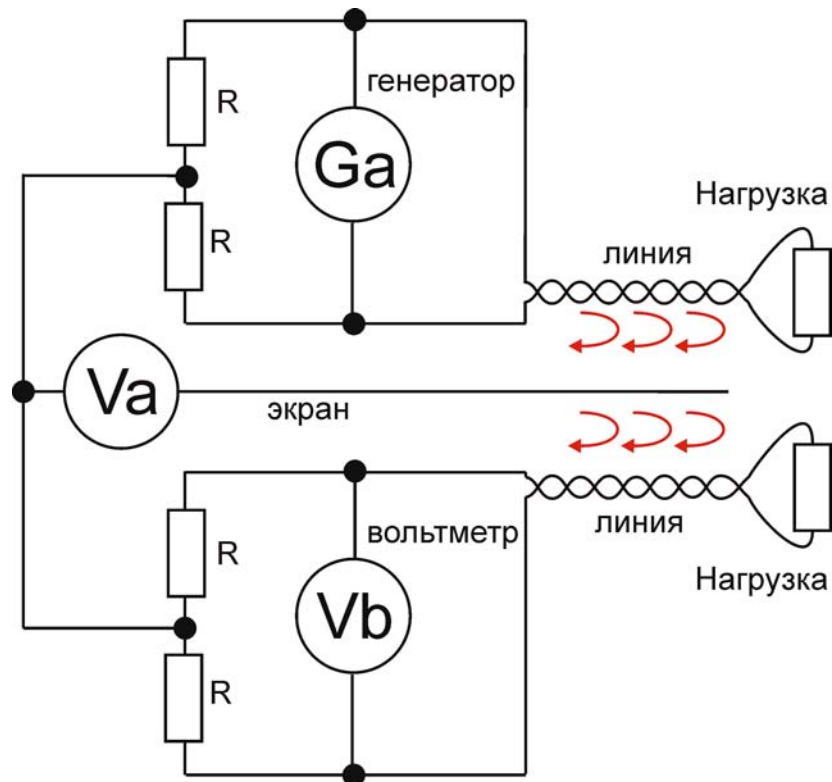 генератор
R
Ga
R
Нагрузка
линия
Va
экран
R
вольтметр
линия
Vb
Нагрузка
R